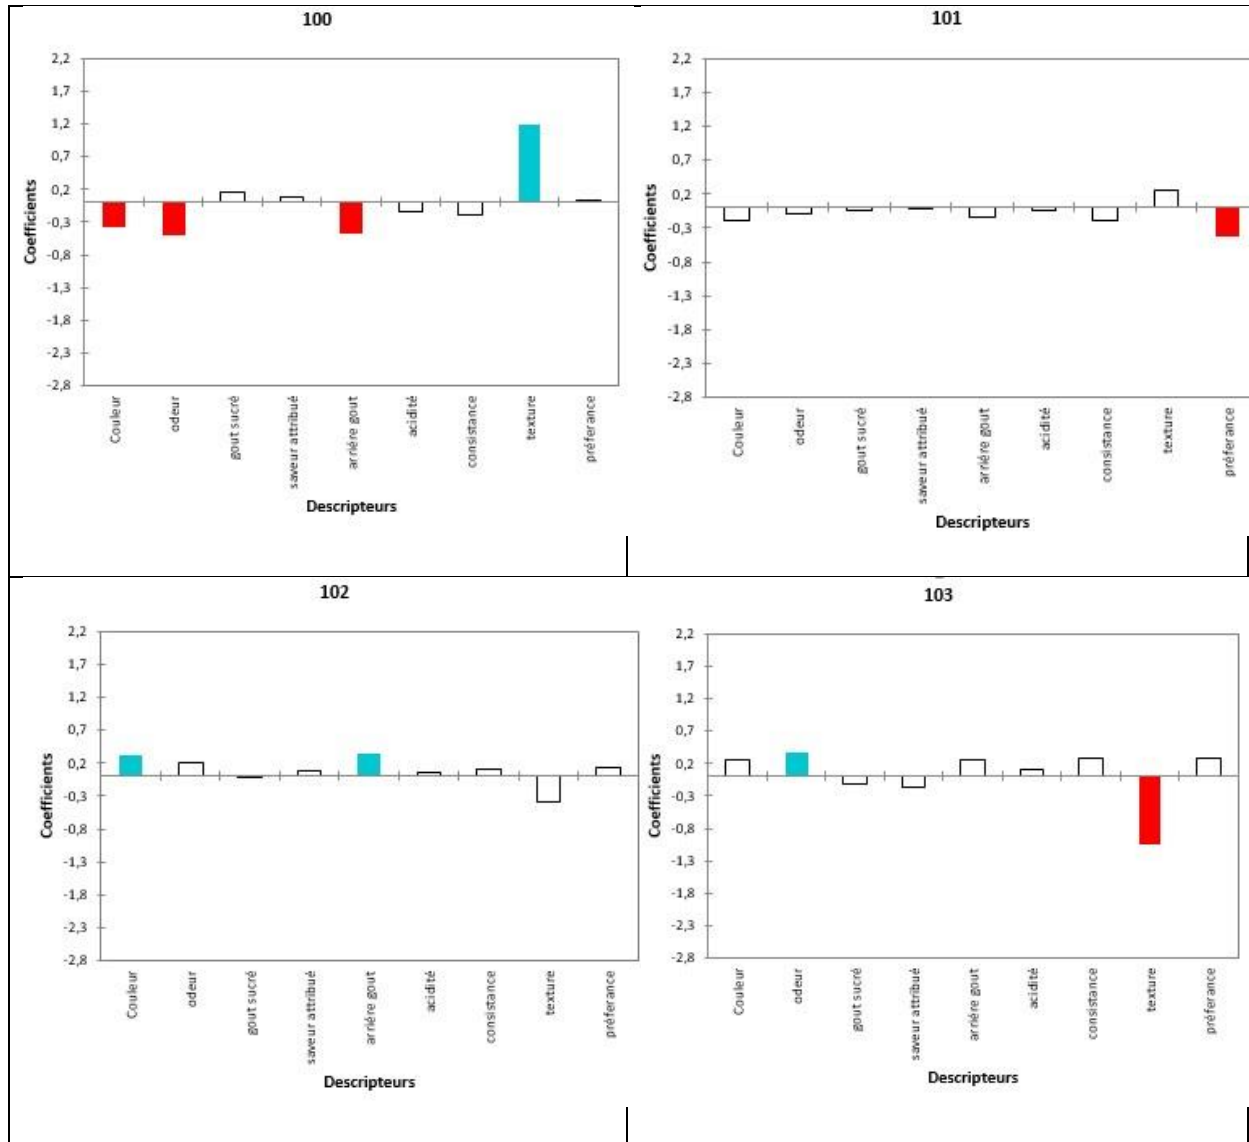 100
2,2
1,7
1,2
0,7
0,2
-0,3
-0,8
-1,3
-1,8
-2,3
-2,8
Coefficients
Couleur
odeur
gout sucré
saveur attribué
arriére gout
acidité
consistance
texture
préferance
Descripteurs
101
2,2
1,7
1,2
0,7
0,2
-0,3
-0,8
-1,3
-1,8
-2,3
-2,8
Coefficients
Couleur
odeur
gout sucré
saveur attribué
arriére gout
acidité
consistance
texture
préferance
Descripteurs
102
2,2
1,7
1,2
0,7
0,2
-0,3
-0,8
-1,3
-1,8
-2,3
-2,8
Coefficients
Couleur
odeur
gout sucré
saveur attribué
arriére gout
acidité
consistance
texture
préferance
Descripteurs
103
2,2
1,7
1,2
0,7
0,2
-0,3
-0,8
-1,3
-1,8
-2,3
-2,8
Coefficients
Couleur
odeur
gout sucré
saveur attribué
arriére gout
acidité
consistance
texture
préferance
Descripteurs